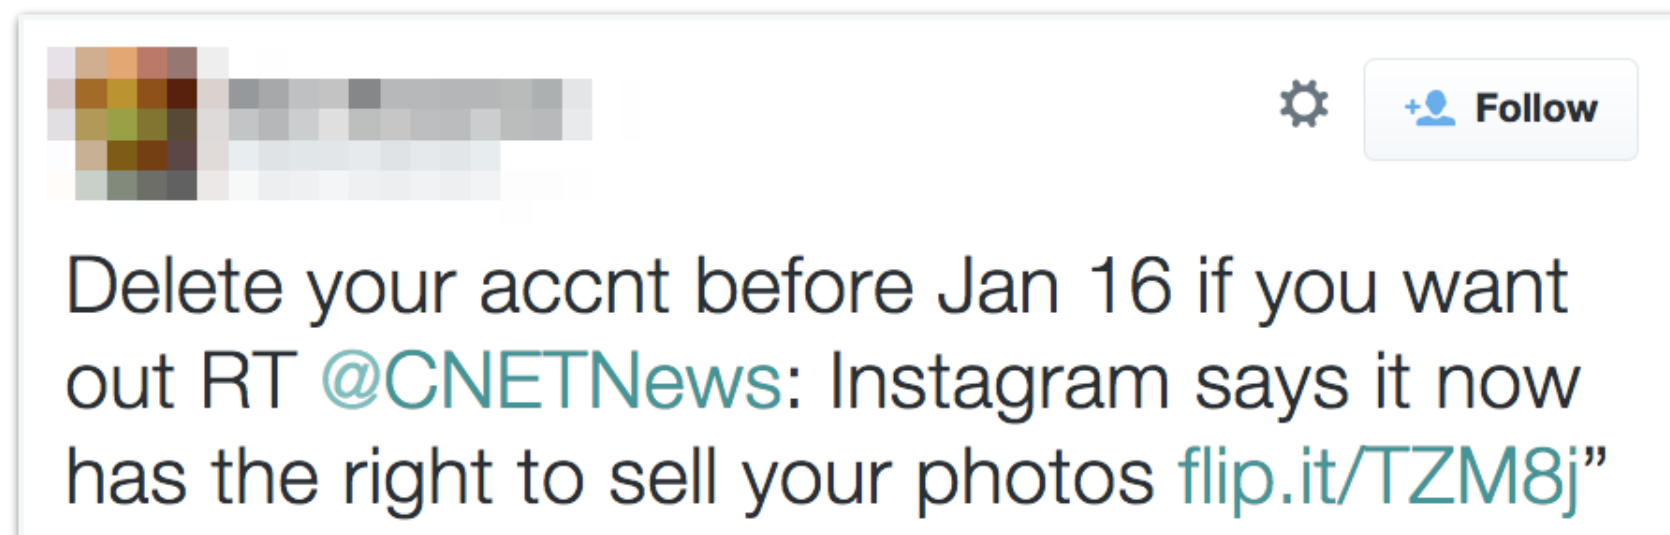 Follow
Delete your accnt before Jan 16 if you want
out RT @CNETNews: Instagram says it now
has the right to sell your photos flip.it/TZM8j”